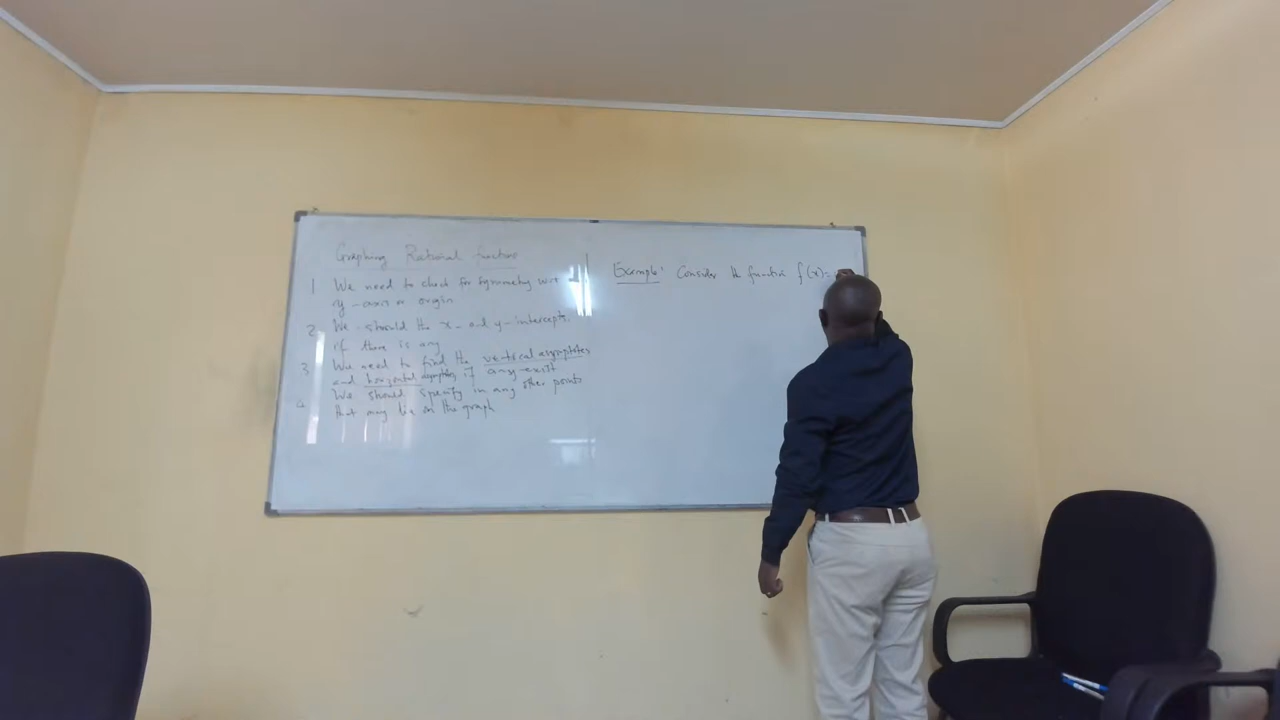 Graphing Rational functions
1 We need to check for symmetry wrt
y-axis or origin
2 We should the x- and y-intercepts.
if there is any
3 We need to find the vertical asymptotes
and horizontal asymptotes if any exist
4 We should specify in any other points
that may lie on the graph
Example: Consider the function f(x)=